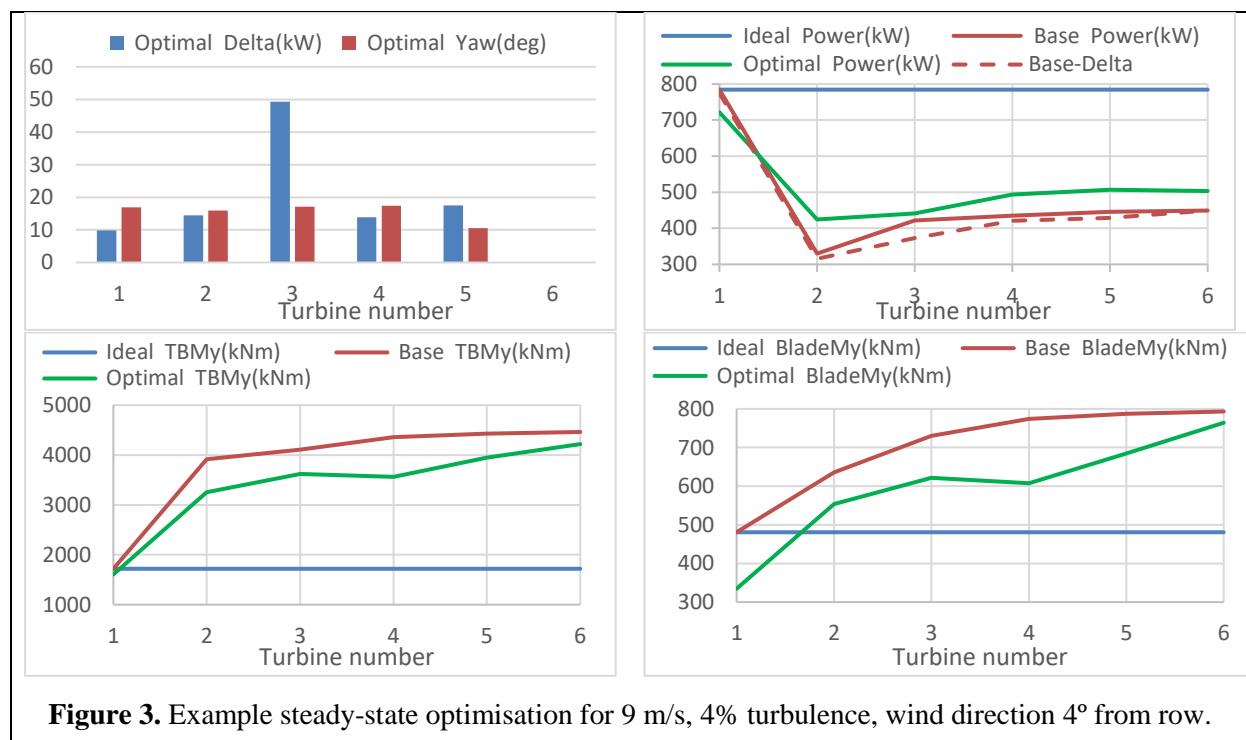 Optimal Delta(kW) Optimal Yaw(deg)
60
50
40
30
20
10
0
1 2 3 4 5 6
Turbine number
Ideal Power(kW) Base Power(kW)
Optimal Power(kW) Base-Delta
800
700
600
500
400
300
1 2 3 4 5 6
Turbine number
Ideal TBMy(kNm) Base TBMy(kNm)
Optimal TBMy(kNm)
5000
4000
3000
2000
1000
1 2 3 4 5 6
Turbine number
Ideal BladeMy(kNm) Base BladeMy(kNm)
Optimal BladeMy(kNm)
800
700
600
500
400
300
1 2 3 4 5 6
Turbine number
Figure 3. Example steady-state optimisation for 9 m/s, 4% turbulence, wind direction 4º from row.